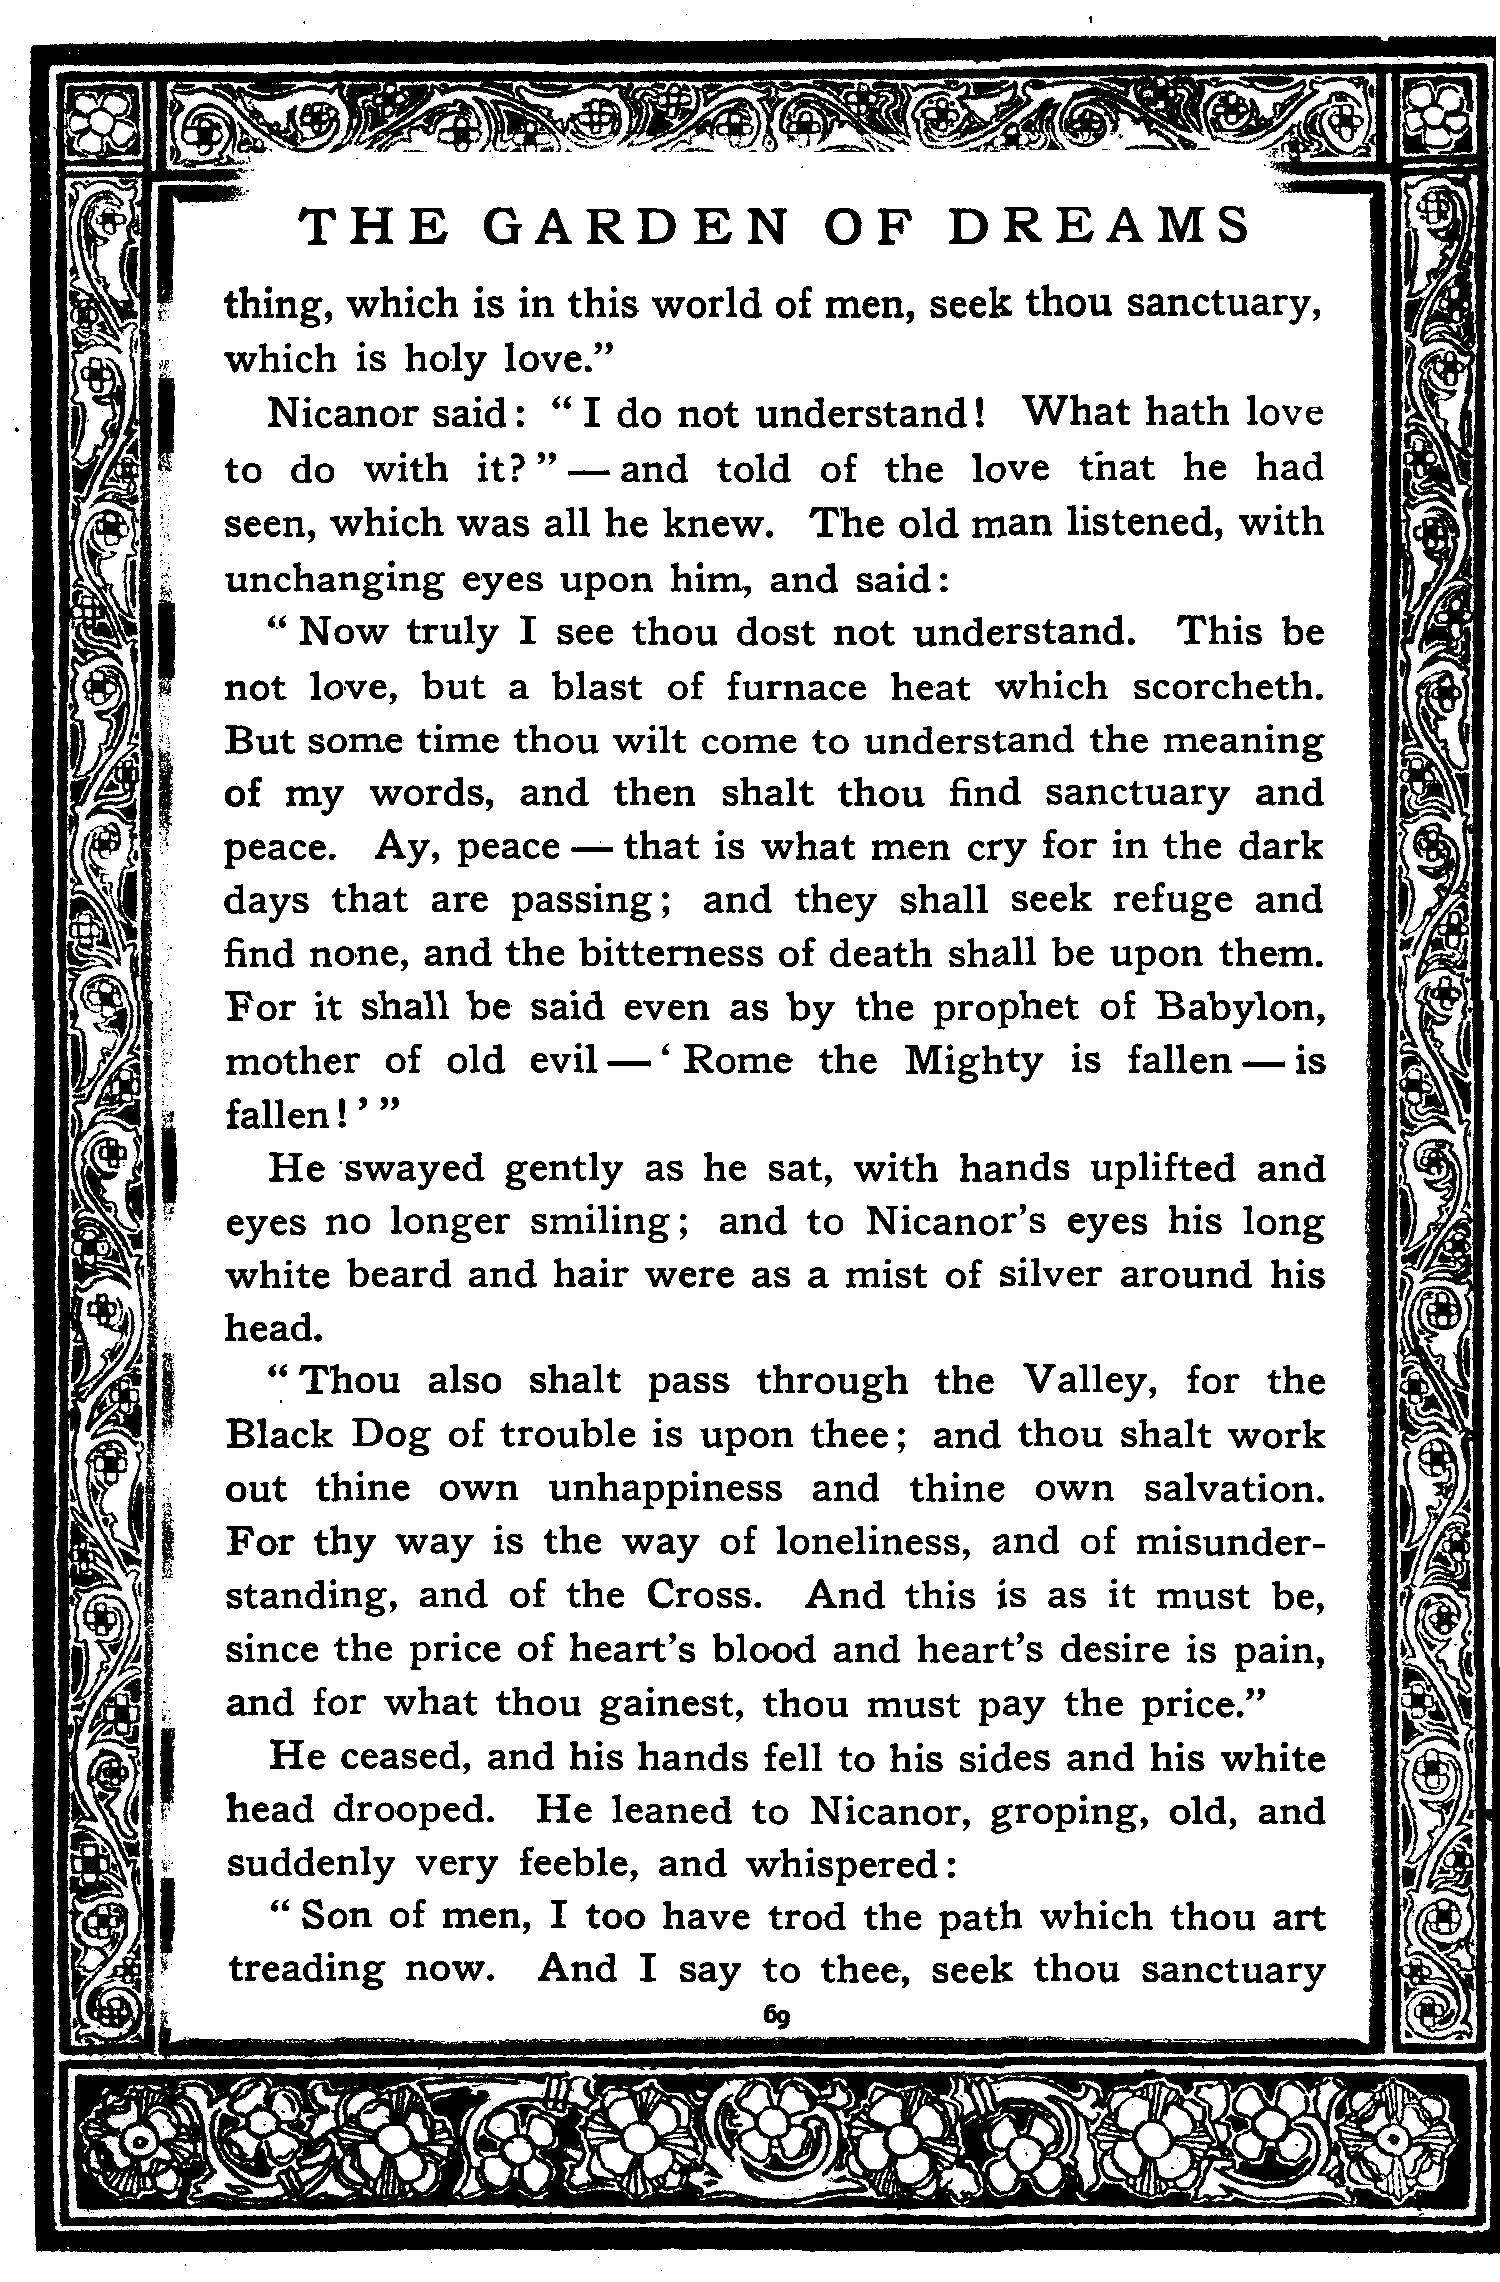 THE GARDEN OF DREAMS
thing, which is in this world of men, seek thou sanctuary,
which is holy love.”
Nicanor said: “I do not understand! What hath love
to do with it?” — and told of the love that he had
seen, which was all he knew. The old man listened, with
unchanging eyes upon him, and said:
“Now truly I see thou dost not understand. This be
not love, but a blast of furnace heat which scorcheth.
But some time thou wilt come to understand the meaning
of my words, and then shalt thou find sanctuary and
peace. Ay, peace — that is what men cry for in the dark
days that are passing; and they shall seek refuge and
find none, and the bitterness of death shall be upon them.
For it shall be said even as by the prophet of Babylon,
mother of old evil — ‘Rome the Mighty is fallen — is
fallen!’”
He swayed gently as he sat, with hands uplifted and
eyes no longer smiling; and to Nicanor’s eyes his long
white beard and hair were as a mist of silver around his
head.
“Thou also shalt pass through the Valley, for the
Black Dog of trouble is upon thee; and thou shalt work
out thine own unhappiness and thine own salvation.
For thy way is the way of loneliness, and of misunder-
standing, and of the Cross. And this is as it must be,
since the price of heart’s blood and heart’s desire is pain,
and for what thou gainest, thou must pay the price.”
He ceased, and his hands fell to his sides and his white
head drooped. He leaned to Nicanor, groping, old, and
suddenly very feeble, and whispered:
“Son of men, I too have trod the path which thou art
treading now. And I say to thee, seek thou sanctuary
69